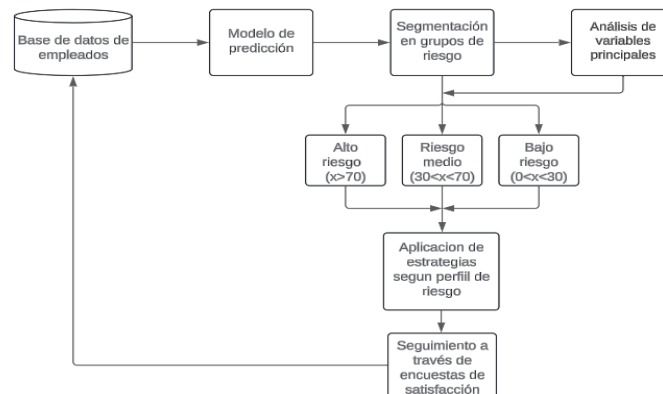 Base de datos de
empleados
Modelo de
predicción
Segmentación
en grupos de
riesgo
Análisis de
variables
principales
Alto
riesgo
(x>70)
Riesgo
medio
(30<x<70)
Bajo
riesgo
(0<x<30)
Aplicacion de
estrategias
segun perfiil de
riesgo
Seguimiento a
través de
encuestas de
satisfacción